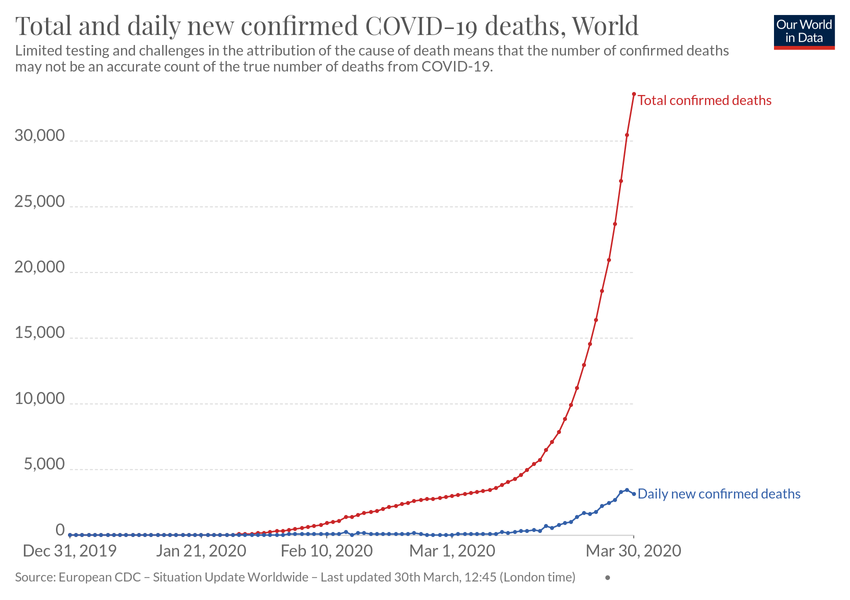 Total and daily new confirmed COVID-19 deaths, World
Our World
in Data
Limited testing and challenges in the attribution of the cause of death means that the number of confirmed deaths
may not be an accurate count of the true number of deaths from COVID-19.
Total confirmed deaths
30,000
25,000
20,000
15,000
10,000
5,000
Daily new confirmed deaths
0
Dec 31, 2019
Jan 21, 2020
Feb 10, 2020
Mar 1, 2020
Mar 30, 2020
Source: European CDC – Situation Update Worldwide – Last updated 30th March, 12:45 (London time)